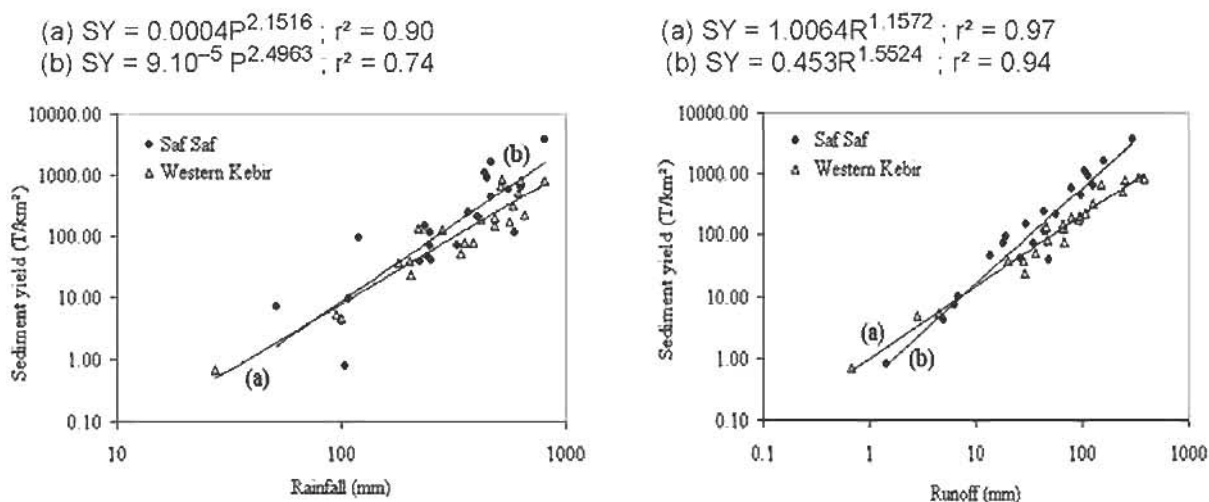 (a) SY = 0.0004P^2.1516 ; r² = 0.90
(b) SY = 9.10^–5 P^2.4963 ; r² = 0.74
10000.00
1000.00
100.00
10.00
1.00
0.10
Sediment yield (T/km²)
Saf Saf
Western Kebir
(b)
(a)
10
100
1000
Rainfall (mm)
(a) SY = 1.0064R^1.1572 ; r² = 0.97
(b) SY = 0.453R^1.5524 ; r² = 0.94
10000.00
1000.00
100.00
10.00
1.00
0.10
Sediment yield (T/km²)
Saf Saf
Western Kebir
(a)
(b)
0.1
1
10
100
1000
Runoff (mm)